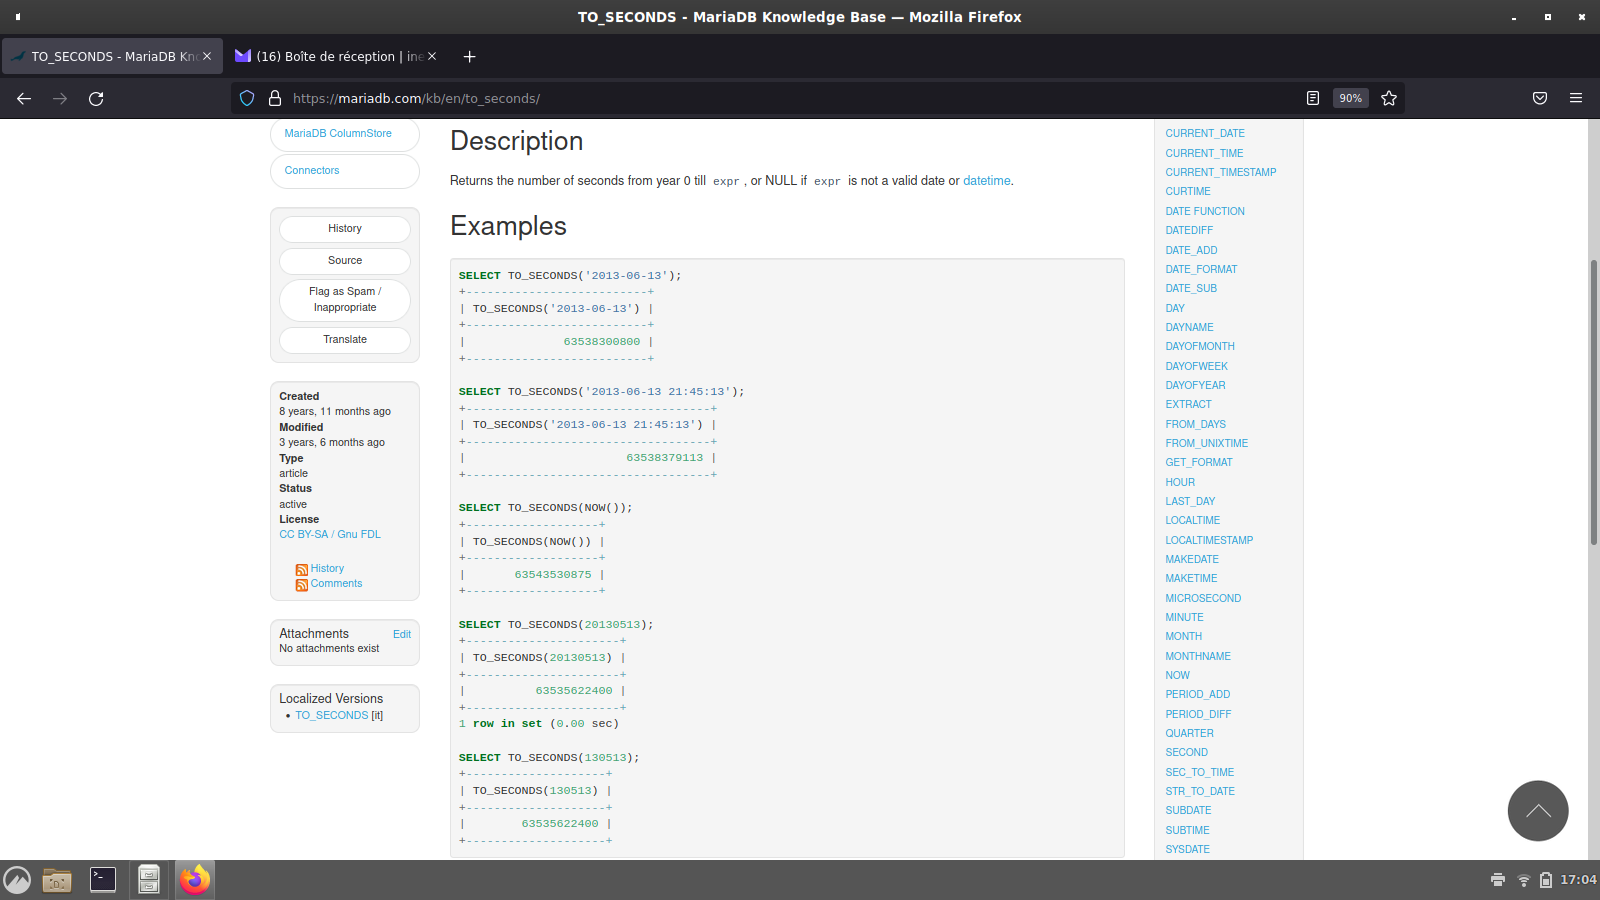 TO_SECONDS - MariaDB Knowledge Base — Mozilla Firefox
TO_SECONDS - MariaDB Kn
(16) Boîte de réception | ine
https://mariadb.com/kb/en/to_seconds/
90%
MariaDB ColumnStore
Connectors
History
Source
Flag as Spam /
Inappropriate
Translate
Created
8 years, 11 months ago
Modified
3 years, 6 months ago
Type
article
Status
active
License
CC BY-SA / Gnu FDL
History
Comments
Attachments Edit
No attachments exist
Localized Versions
• TO_SECONDS [it]
Description
Returns the number of seconds from year 0 till expr , or NULL if expr is not a valid date or datetime.
Examples
SELECT TO_SECONDS('2013-06-13');
+--------------------------+
| TO_SECONDS('2013-06-13') |
+--------------------------+
|              63538300800 |
+--------------------------+
SELECT TO_SECONDS('2013-06-13 21:45:13');
+-----------------------------------+
| TO_SECONDS('2013-06-13 21:45:13') |
+-----------------------------------+
|                       63538379113 |
+-----------------------------------+
SELECT TO_SECONDS(NOW());
+-------------------+
| TO_SECONDS(NOW()) |
+-------------------+
|       63543530875 |
+-------------------+
SELECT TO_SECONDS(20130513);
+----------------------+
| TO_SECONDS(20130513) |
+----------------------+
|          63535622400 |
+----------------------+
1 row in set (0.00 sec)
SELECT TO_SECONDS(130513);
+--------------------+
| TO_SECONDS(130513) |
+--------------------+
|        63535622400 |
+--------------------+
CURRENT_DATE
CURRENT_TIME
CURRENT_TIMESTAMP
CURTIME
DATE FUNCTION
DATEDIFF
DATE_ADD
DATE_FORMAT
DATE_SUB
DAY
DAYNAME
DAYOFMONTH
DAYOFWEEK
DAYOFYEAR
EXTRACT
FROM_DAYS
FROM_UNIXTIME
GET_FORMAT
HOUR
LAST_DAY
LOCALTIME
LOCALTIMESTAMP
MAKEDATE
MAKETIME
MICROSECOND
MINUTE
MONTH
MONTHNAME
NOW
PERIOD_ADD
PERIOD_DIFF
QUARTER
SECOND
SEC_TO_TIME
STR_TO_DATE
SUBDATE
SUBTIME
SYSDATE
17:04